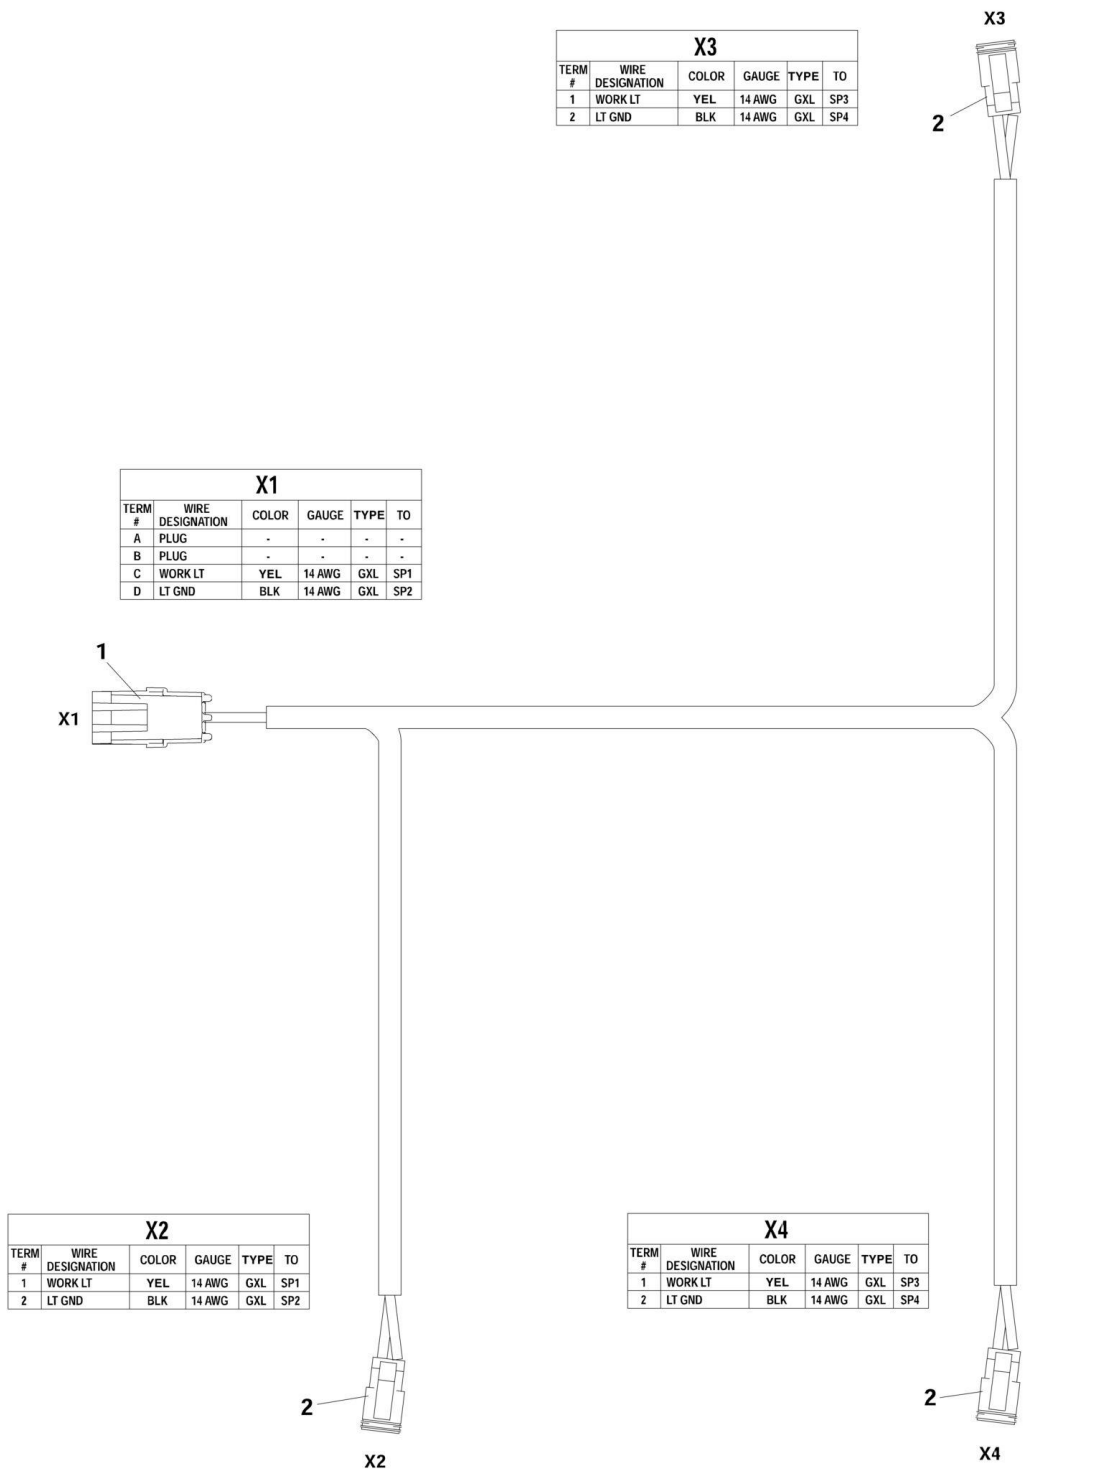 X3
X3
TERM # WIRE DESIGNATION COLOR GAUGE TYPE TO
1 WORK LT YEL 14 AWG GXL SP3
2 LT GND BLK 14 AWG GXL SP4
2
X1
TERM # WIRE DESIGNATION COLOR GAUGE TYPE TO
A PLUG - - - -
B PLUG - - - -
C WORK LT YEL 14 AWG GXL SP1
D LT GND BLK 14 AWG GXL SP2
1
X1
X2
TERM # WIRE DESIGNATION COLOR GAUGE TYPE TO
1 WORK LT YEL 14 AWG GXL SP1
2 LT GND BLK 14 AWG GXL SP2
X4
TERM # WIRE DESIGNATION COLOR GAUGE TYPE TO
1 WORK LT YEL 14 AWG GXL SP3
2 LT GND BLK 14 AWG GXL SP4
2
2
X2
X4